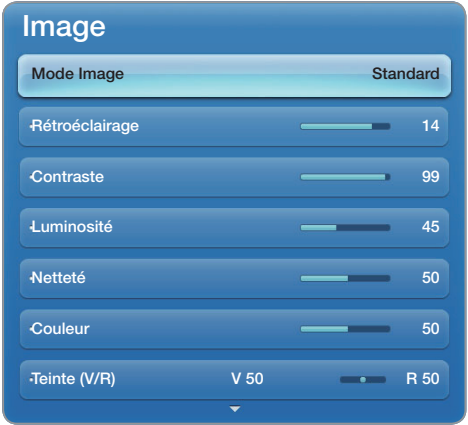 Image
Mode Image Standard
·Rétroéclairage 14
·Contraste 99
·Luminosité 45
·Netteté 50
·Couleur 50
·Teinte (V/R) V 50 R 50